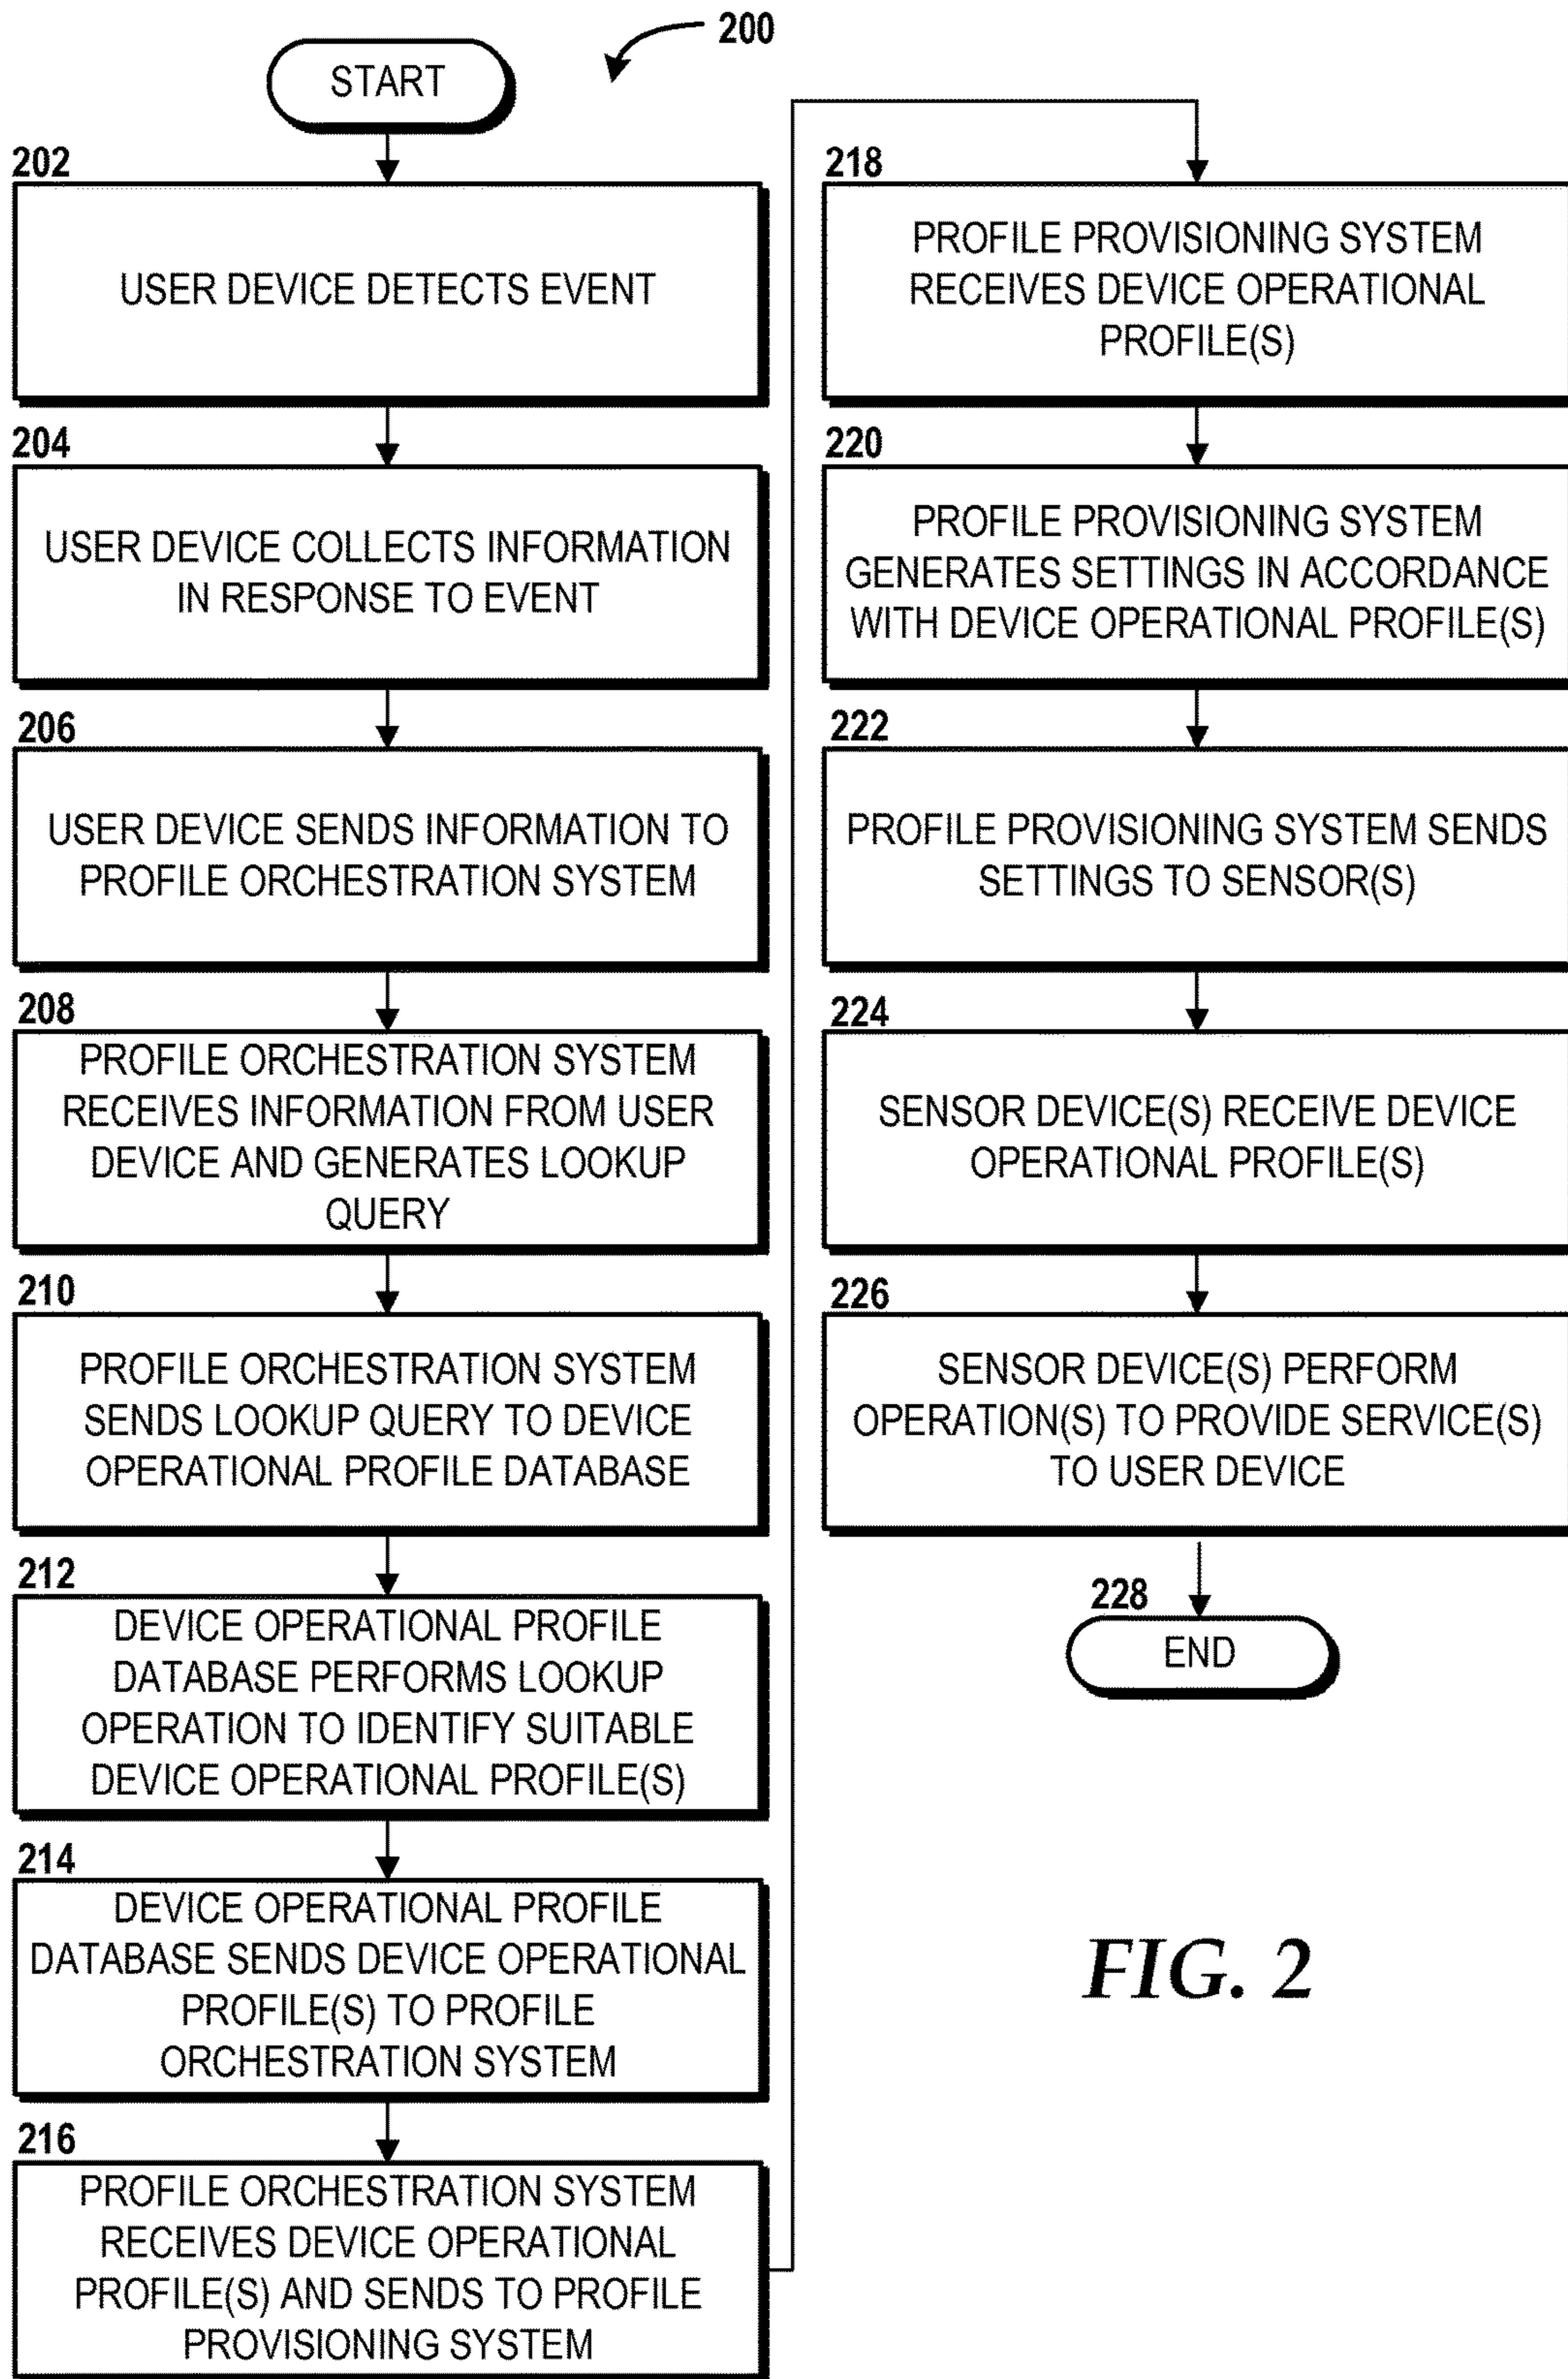 200
START
202
USER DEVICE DETECTS EVENT
204
USER DEVICE COLLECTS INFORMATION
IN RESPONSE TO EVENT
206
USER DEVICE SENDS INFORMATION TO
PROFILE ORCHESTRATION SYSTEM
208
PROFILE ORCHESTRATION SYSTEM
RECEIVES INFORMATION FROM USER
DEVICE AND GENERATES LOOKUP
QUERY
210
PROFILE ORCHESTRATION SYSTEM
SENDS LOOKUP QUERY TO DEVICE
OPERATIONAL PROFILE DATABASE
212
DEVICE OPERATIONAL PROFILE
DATABASE PERFORMS LOOKUP
OPERATION TO IDENTIFY SUITABLE
DEVICE OPERATIONAL PROFILE(S)
214
DEVICE OPERATIONAL PROFILE
DATABASE SENDS DEVICE OPERATIONAL
PROFILE(S) TO PROFILE
ORCHESTRATION SYSTEM
216
PROFILE ORCHESTRATION SYSTEM
RECEIVES DEVICE OPERATIONAL
PROFILE(S) AND SENDS TO PROFILE
PROVISIONING SYSTEM
218
PROFILE PROVISIONING SYSTEM
RECEIVES DEVICE OPERATIONAL
PROFILE(S)
220
PROFILE PROVISIONING SYSTEM
GENERATES SETTINGS IN ACCORDANCE
WITH DEVICE OPERATIONAL PROFILE(S)
222
PROFILE PROVISIONING SYSTEM SENDS
SETTINGS TO SENSOR(S)
224
SENSOR DEVICE(S) RECEIVE DEVICE
OPERATIONAL PROFILE(S)
226
SENSOR DEVICE(S) PERFORM
OPERATION(S) TO PROVIDE SERVICE(S)
TO USER DEVICE
228
END
FIG. 2